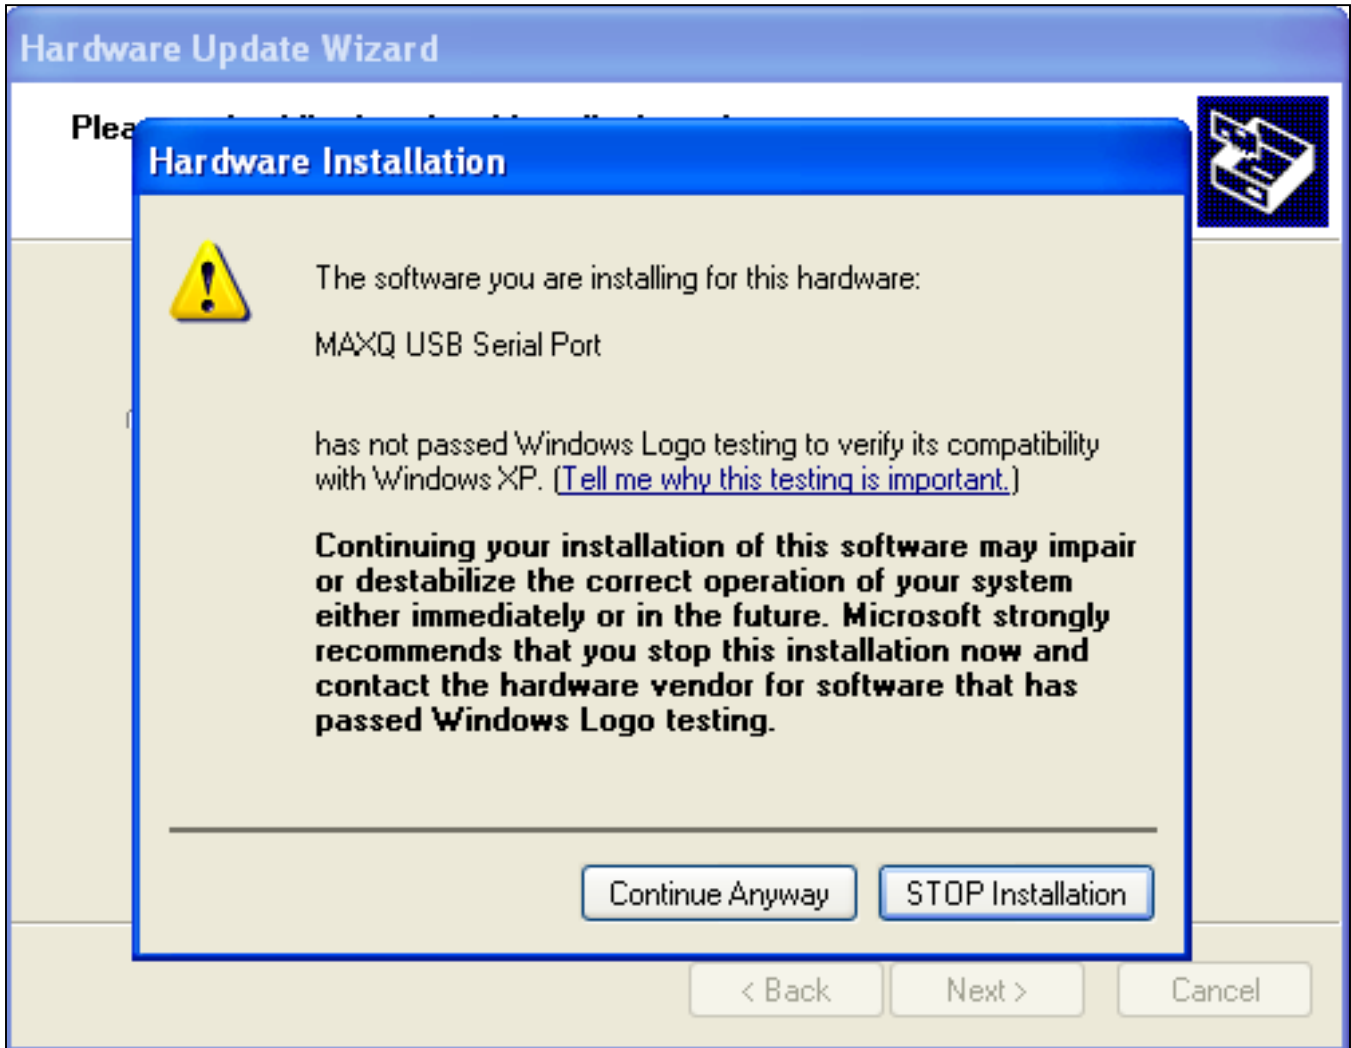 Hardware Update Wizard
Plea
Hardware Installation
The software you are installing for this hardware:
MAXQ USB Serial Port
has not passed Windows Logo testing to verify its compatibility
with Windows XP. (Tell me why this testing is important.)
Continuing your installation of this software may impair
or destabilize the correct operation of your system
either immediately or in the future. Microsoft strongly
recommends that you stop this installation now and
contact the hardware vendor for software that has
passed Windows Logo testing.
Continue Anyway
STOP Installation
< Back
Next >
Cancel